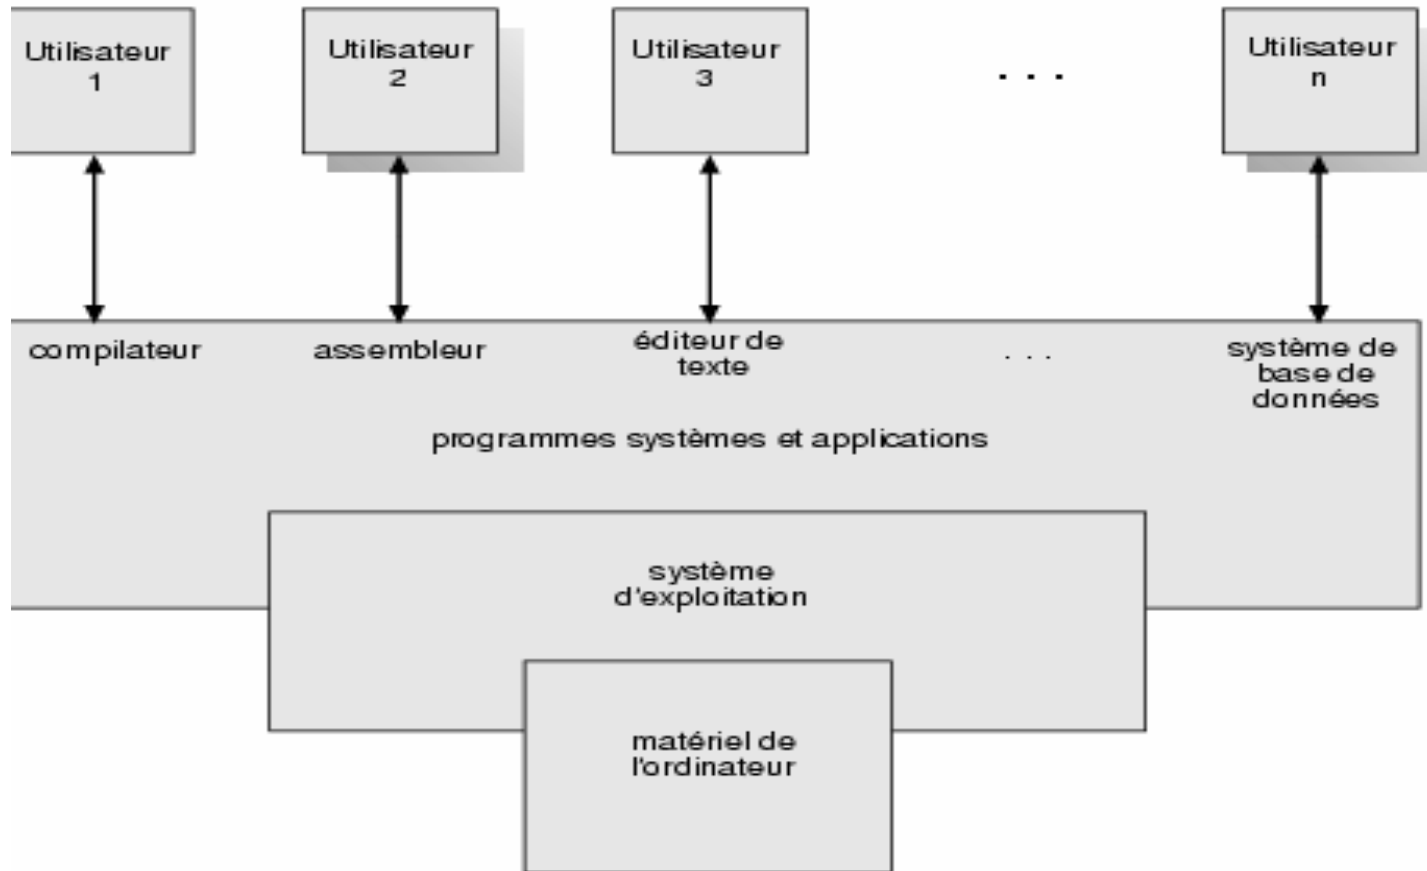 Utilisateur
1
Utilisateur
2
Utilisateur
3
. . .
Utilisateur
n
compilateur
assembleur
éditeur de
texte
. . .
système de
base de
données
programmes systèmes et applications
système
d'exploitation
matériel de
l'ordinateur